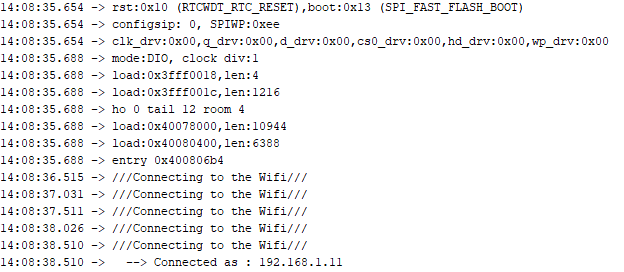 14:08:35.654 -> rst:0x10 (RTCWDT_RTC_RESET),boot:0x13 (SPI_FAST_FLASH_BOOT)
14:08:35.654 -> configsip: 0, SPIWP:0xee
14:08:35.654 -> clk_drv:0x00,q_drv:0x00,d_drv:0x00,cs0_drv:0x00,hd_drv:0x00,wp_drv:0x00
14:08:35.688 -> mode:DIO, clock div:1
14:08:35.688 -> load:0x3fff0018,len:4
14:08:35.688 -> load:0x3fff001c,len:1216
14:08:35.688 -> ho 0 tail 12 room 4
14:08:35.688 -> load:0x40078000,len:10944
14:08:35.688 -> load:0x40080400,len:6388
14:08:35.688 -> entry 0x400806b4
14:08:36.515 -> ///Connecting to the Wifi///
14:08:37.031 -> ///Connecting to the Wifi///
14:08:37.511 -> ///Connecting to the Wifi///
14:08:38.026 -> ///Connecting to the Wifi///
14:08:38.510 -> ///Connecting to the Wifi///
14:08:38.510 ->   --> Connected as : 192.168.1.11